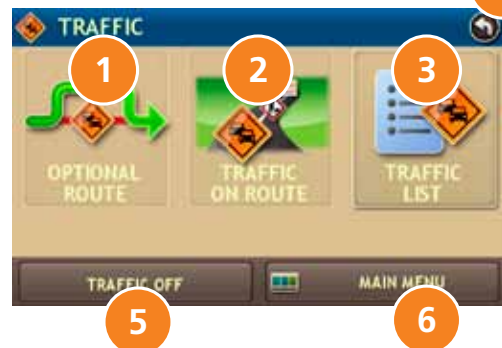 TRAFFIC
1 2 3
OPTIONAL ROUTE
TRAFFIC ON ROUTE
TRAFFIC LIST
TRAFFIC OFF
MAIN MENU
5 6